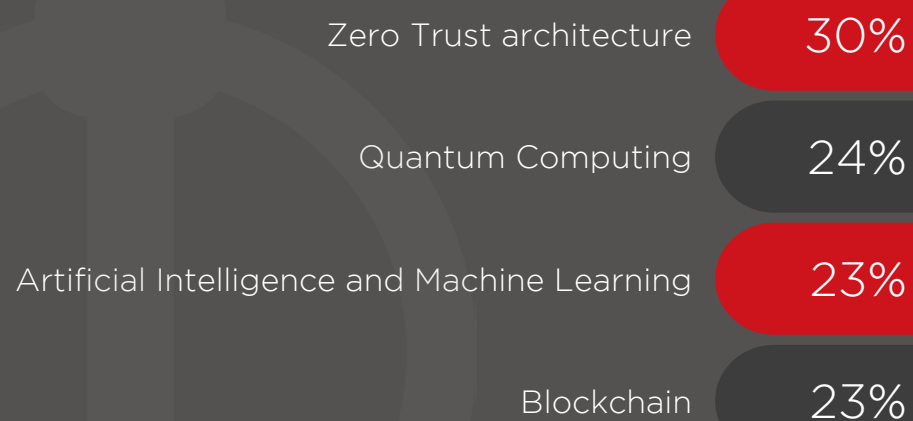 Zero Trust architecture 30%
Quantum Computing 24%
Artificial Intelligence and Machine Learning 23%
Blockchain 23%